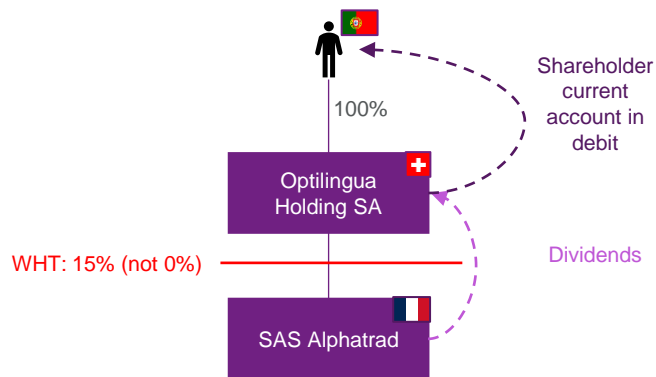 100%
Shareholder
current
account in
debit
Optilingua
Holding SA
WHT: 15% (not 0%)
Dividends
SAS Alphatrad